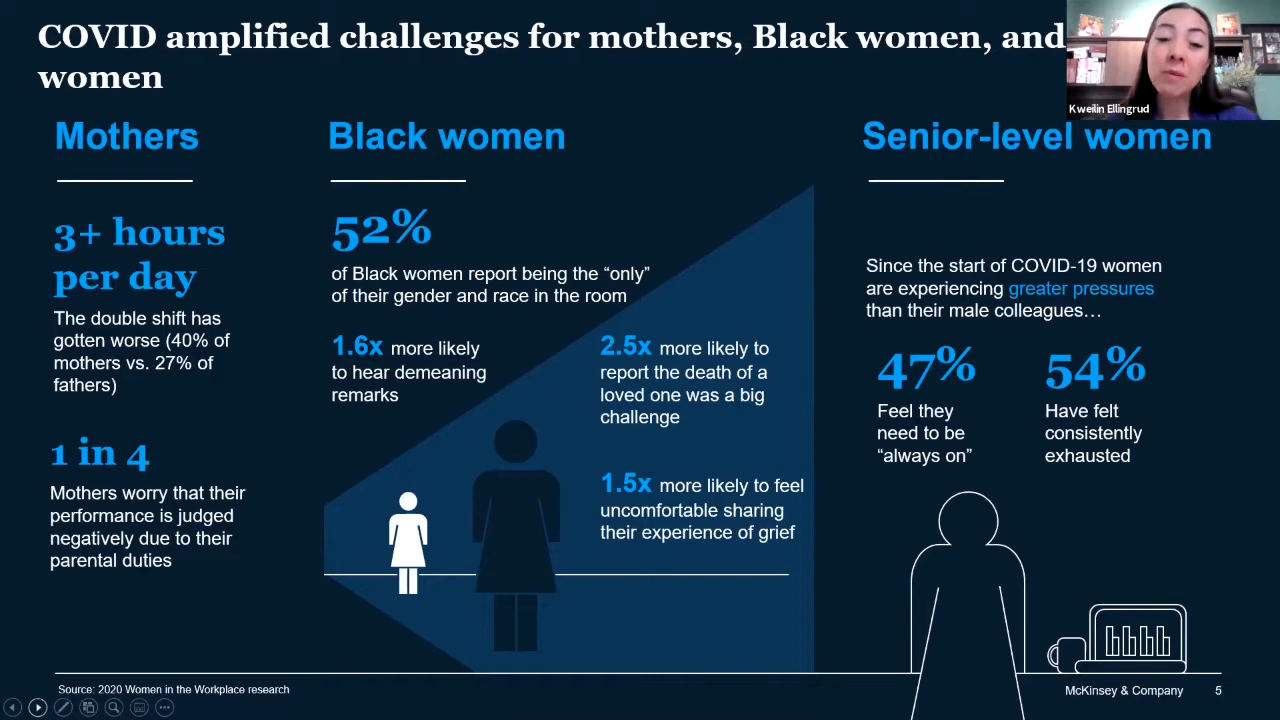 COVID amplified challenges for mothers, Black women, and
women
Kweilin Ellingrud
Mothers
3+ hours
per day
The double shift has
gotten worse (40% of
mothers vs. 27% of
fathers)
1 in 4
Mothers worry that their
performance is judged
negatively due to their
parental duties
Black women
52%
of Black women report being the “only”
of their gender and race in the room
1.6x more likely
to hear demeaning
remarks
2.5x more likely to
report the death of a
loved one was a big
challenge
1.5x more likely to feel
uncomfortable sharing
their experience of grief
Senior-level women
Since the start of COVID-19 women
are experiencing greater pressures
than their male colleagues…
47%
Feel they
need to be
“always on”
54%
Have felt
consistently
exhausted
Source: 2020 Women in the Workplace research
McKinsey & Company 5